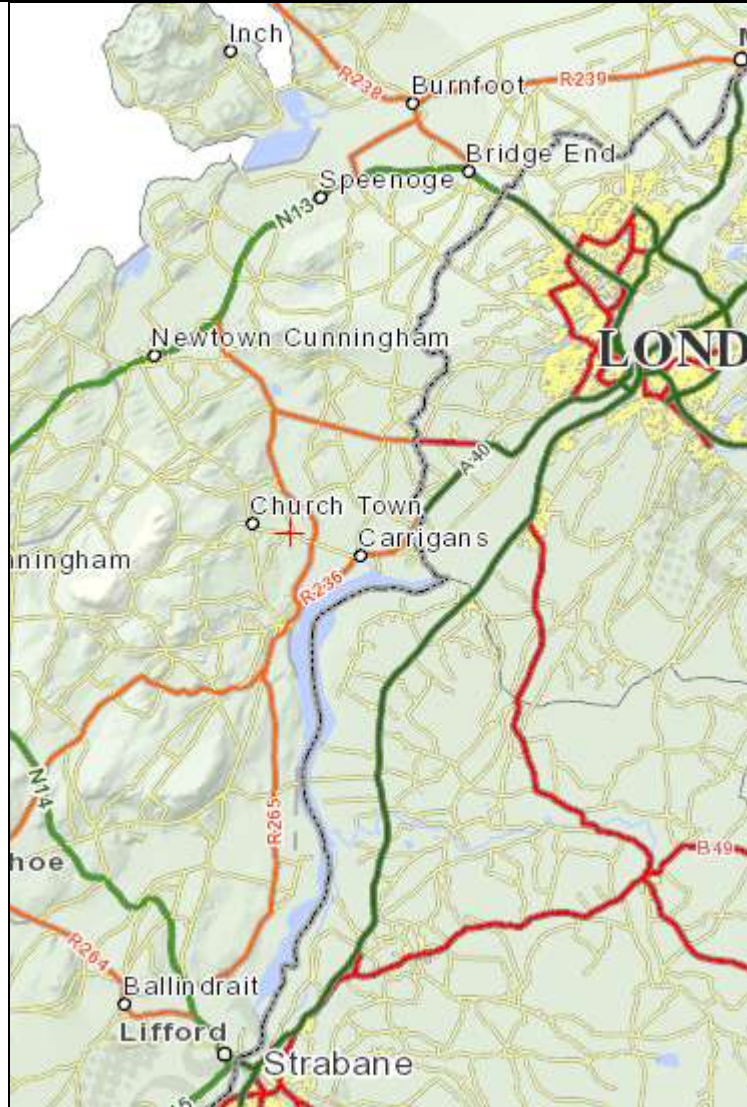 Inch
R238
Burnfoot
R239
Bridge End
Speenoge
N13
Newtown Cunningham
LOND
A40
Church Town
Carrigans
nningham
R236
N14
R265
hoe
B49
R264
Ballindrait
Lifford
Strabane